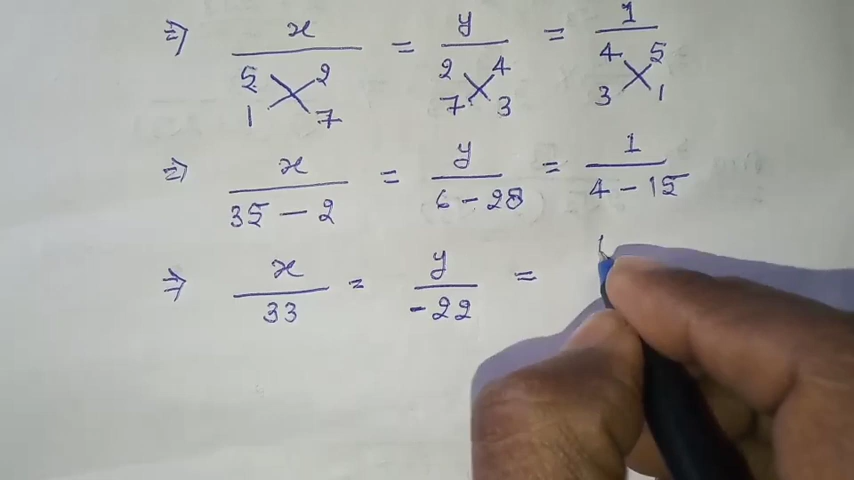 ⇒ x/(5 2 1 7) = y/(2 4 7 3) = 1/(4 5 3 1)
⇒ x/(35 - 2) = y/(6 - 28) = 1/(4 - 15)
⇒ x/33 = y/-22 =